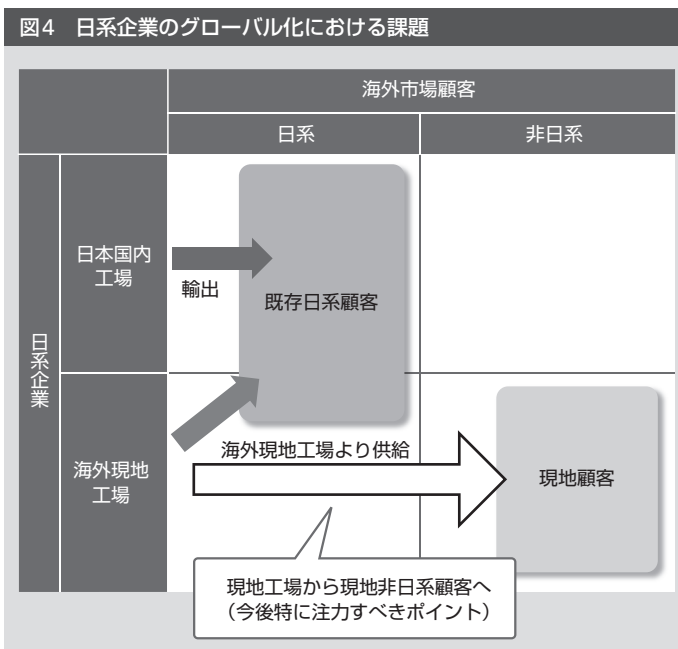 図4　日系企業のグローバル化における課題
海外市場顧客
日系
非日系
日系企業
日本国内
工場
輸出
既存日系顧客
海外現地
工場
海外現地工場より供給
現地顧客
現地工場から現地非日系顧客へ
（今後特に注力すべきポイント）